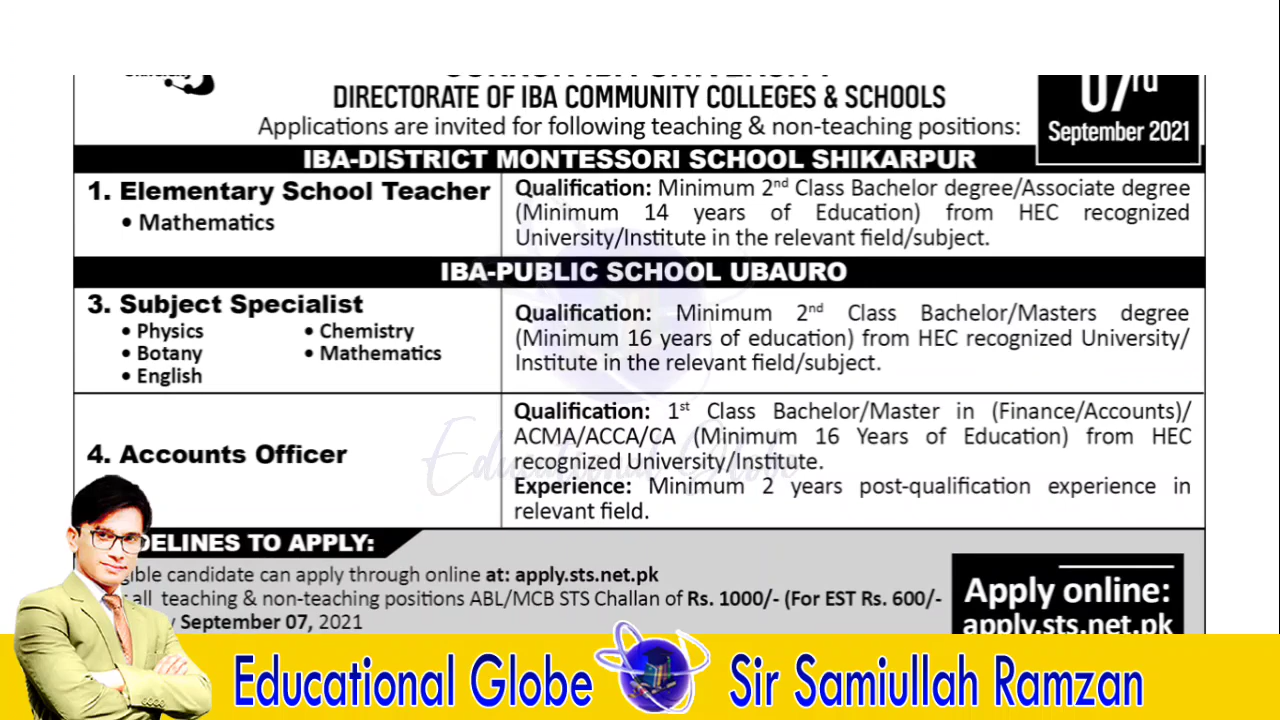 DIRECTORATE OF IBA COMMUNITY COLLEGES & SCHOOLS
Applications are invited for following teaching & non-teaching positions:
07rd
September 2021
IBA-DISTRICT MONTESSORI SCHOOL SHIKARPUR
1. Elementary School Teacher
• Mathematics
Qualification: Minimum 2nd Class Bachelor degree/Associate degree
(Minimum 14 years of Education) from HEC recognized
University/Institute in the relevant field/subject.
IBA-PUBLIC SCHOOL UBAURO
3. Subject Specialist
• Physics • Chemistry
• Botany • Mathematics
• English
Qualification: Minimum 2nd Class Bachelor/Masters degree
(Minimum 16 years of education) from HEC recognized University/
Institute in the relevant field/subject.
4. Accounts Officer
Qualification: 1st Class Bachelor/Master in (Finance/Accounts)/
ACMA/ACCA/CA (Minimum 16 Years of Education) from HEC
recognized University/Institute.
Experience: Minimum 2 years post-qualification experience in
relevant field.
Educational Globe
TO APPLY:
candidate can apply through online at: apply.sts.net.pk
all teaching & non-teaching positions ABL/MCB STS Challan of Rs. 1000/- (For EST Rs. 600/-
September 07, 2021
Apply online:
apply.sts.net.pk
Educational Globe Sir Samiullah Ramzan